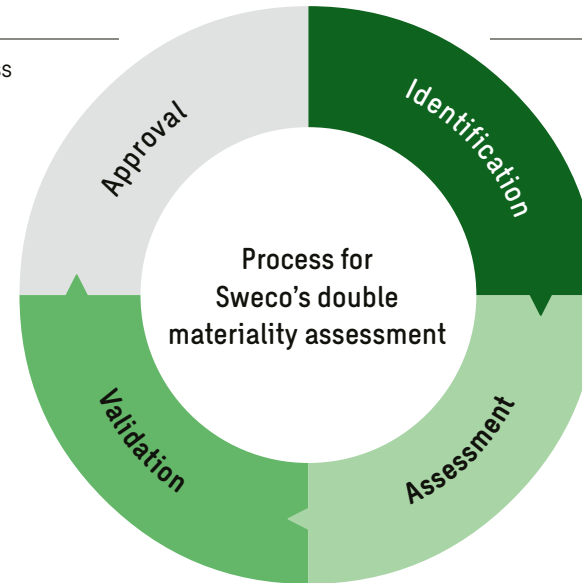 Approval
Identification
Process for
Sweco's double
materiality assessment
Validation
Assessment